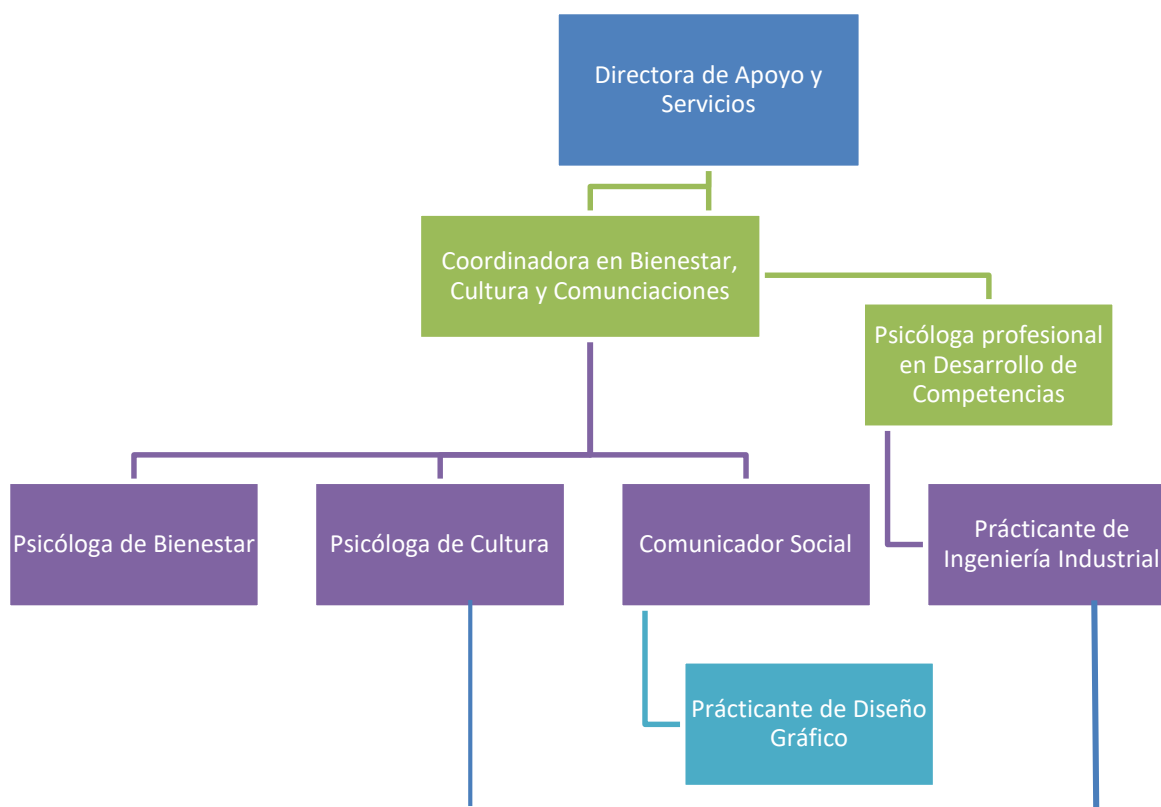 Directora de Apoyo y
Servicios
Coordinadora en Bienestar,
Cultura y Comunciaciones
Psicóloga profesional
en Desarrollo de
Competencias
Psicóloga de Bienestar
Psicóloga de Cultura
Comunicador Social
Prácticante de
Ingeniería Industrial
Prácticante de Diseño
Gráfico